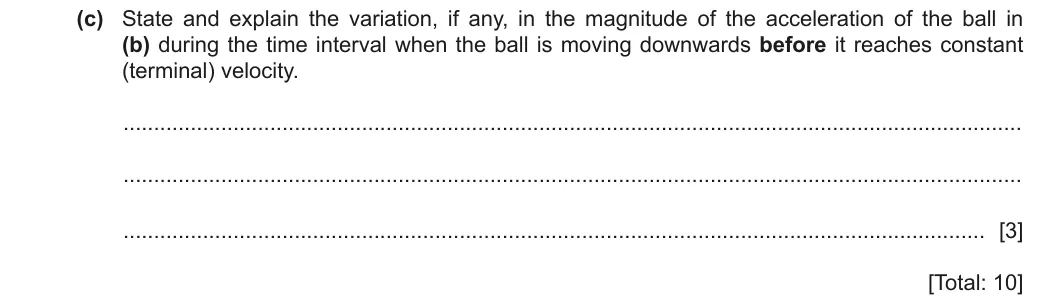 (c) State and explain the variation, if any, in the magnitude of the acceleration of the ball in
(b) during the time interval when the ball is moving downwards before it reaches constant
(terminal) velocity.
....................................................................................................................................................
....................................................................................................................................................
.............................................................................................................................................. [3]
[Total: 10]